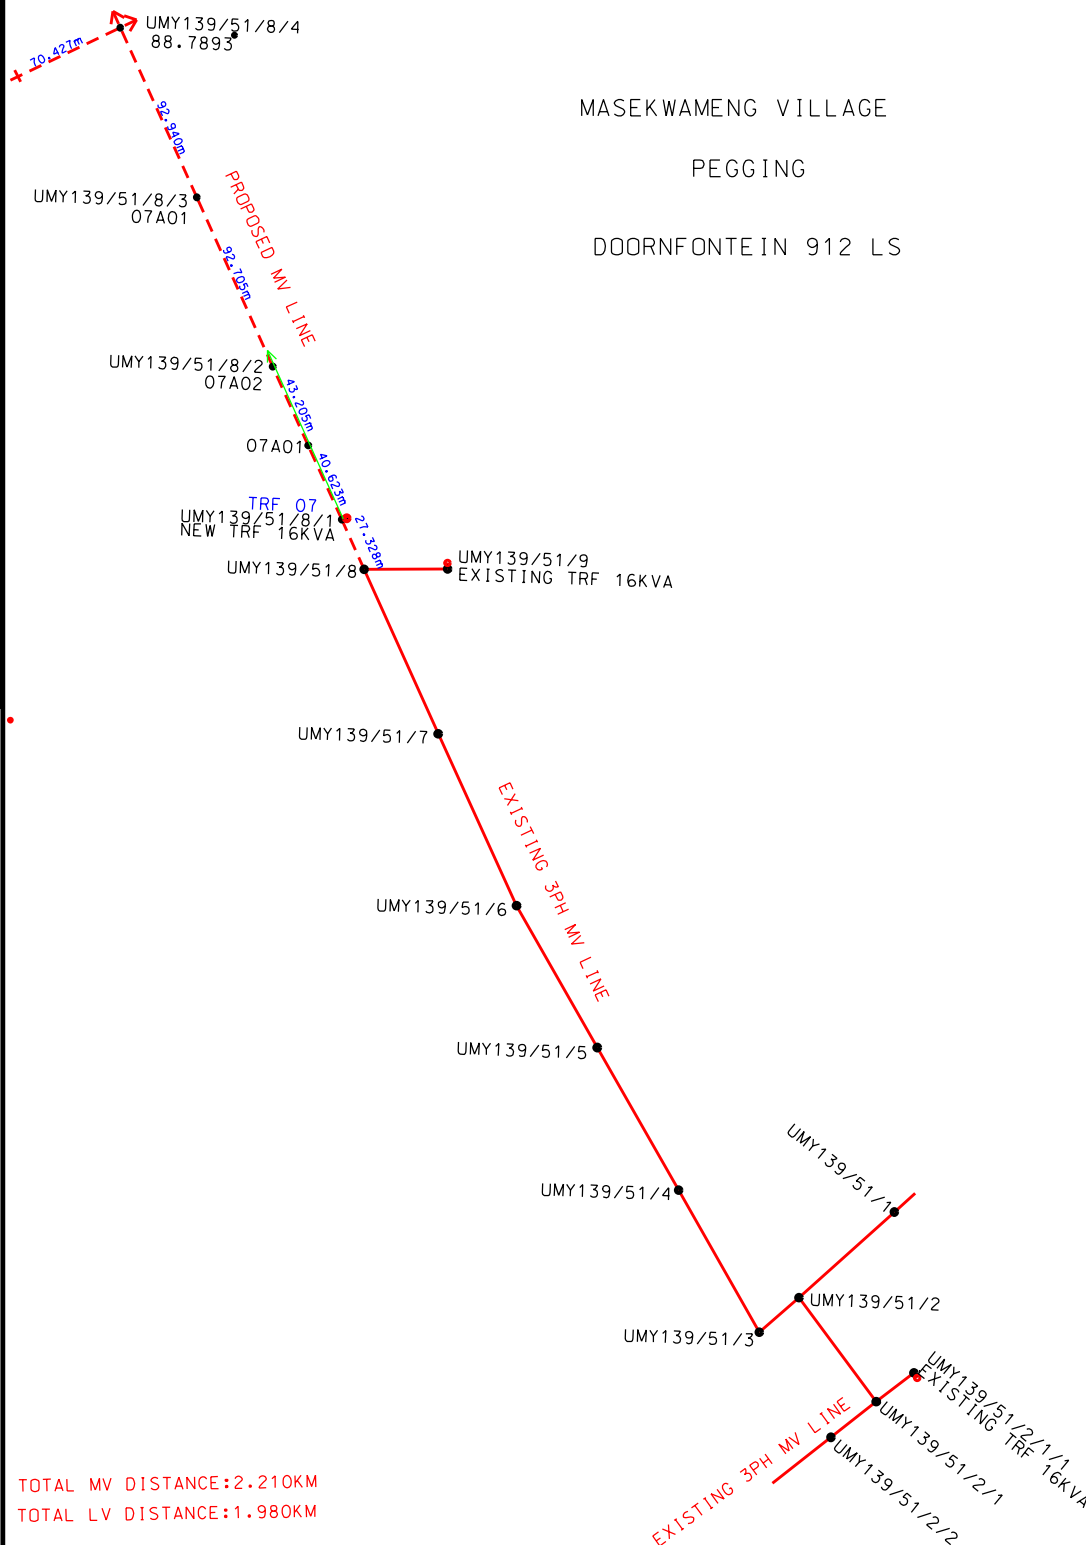 UMY139/51/8/4
88.7893
70.427m
92.940m
MASEKWAMENG VILLAGE
PEGGING
DOORNFONTEIN 912 LS
UMY139/51/8/3
07A01
PROPOSED MV LINE
92.705m
UMY139/51/8/2
07A02
43.205m
07A01
40.623m
TRF 07
UMY139/51/8/1
NEW TRF 16KVA
27.328m
UMY139/51/8
UMY139/51/9
EXISTING TRF 16KVA
UMY139/51/7
EXISTING 3PH MV LINE
UMY139/51/6
UMY139/51/5
UMY139/51/4
UMY139/51/1
UMY139/51/2
UMY139/51/3
UMY139/51/2/1/1
EXISTING TRF 16KVA
UMY139/51/2/1
UMY139/51/2/2
EXISTING 3PH MV LINE
TOTAL MV DISTANCE:2.210KM
TOTAL LV DISTANCE:1.980KM